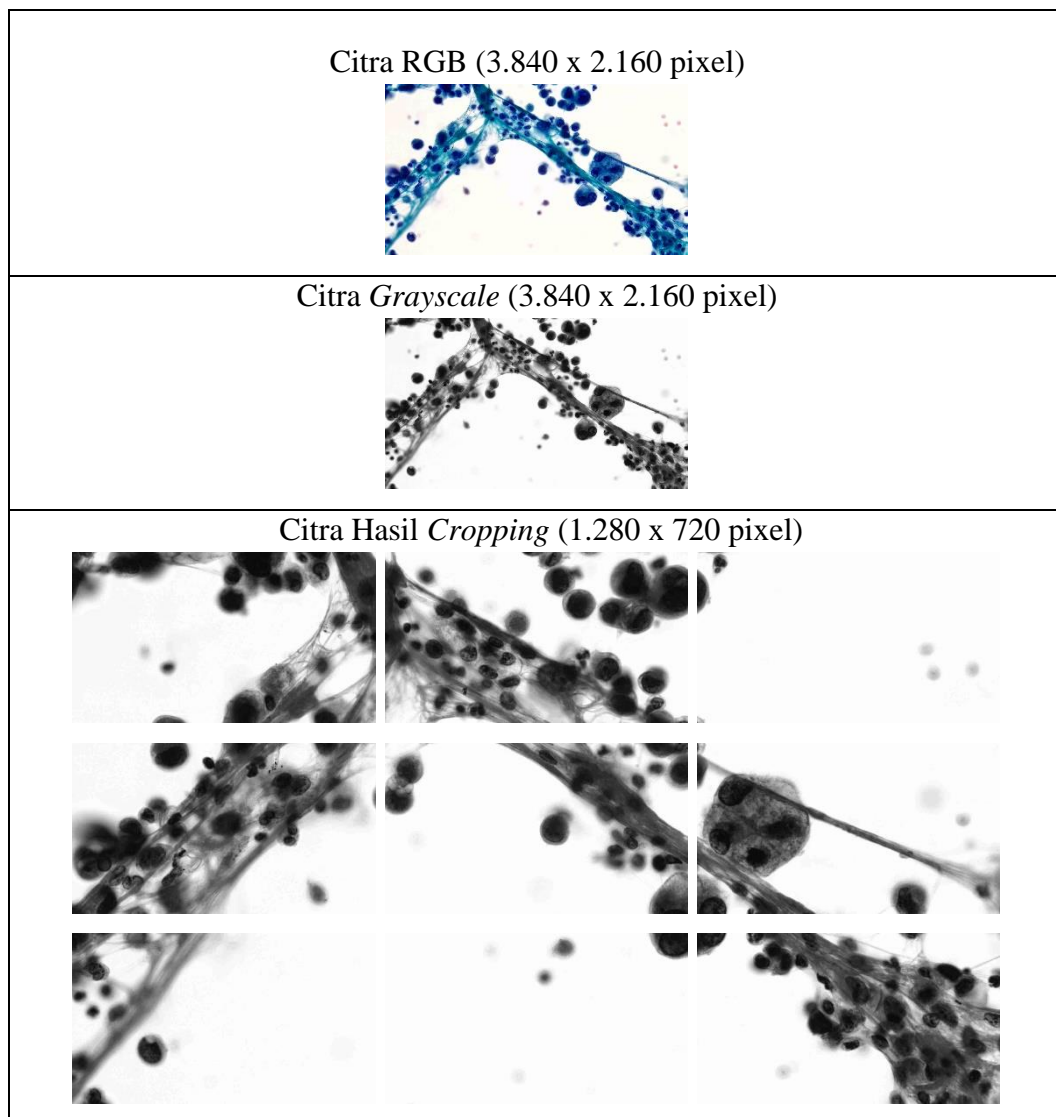 Citra RGB (3.840 x 2.160 pixel)
Citra Grayscale (3.840 x 2.160 pixel)
Citra Hasil Cropping (1.280 x 720 pixel)